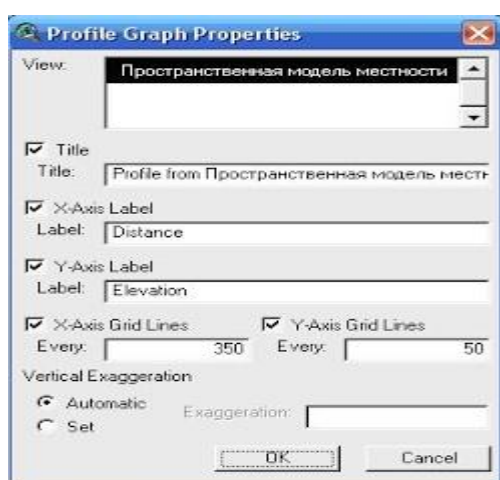 Profile Graph Properties
View: Пространственная модель местности
Title
Title: Profile from Пространственная модель мест
X-Axis Label
Label: Distance
Y-Axis Label
Label: Elevation
X-Axis Grid Lines Y-Axis Grid Lines
Every: 350 Every: 50
Vertical Exaggeration
Automatic
Exaggeration:
Set
OK Cancel